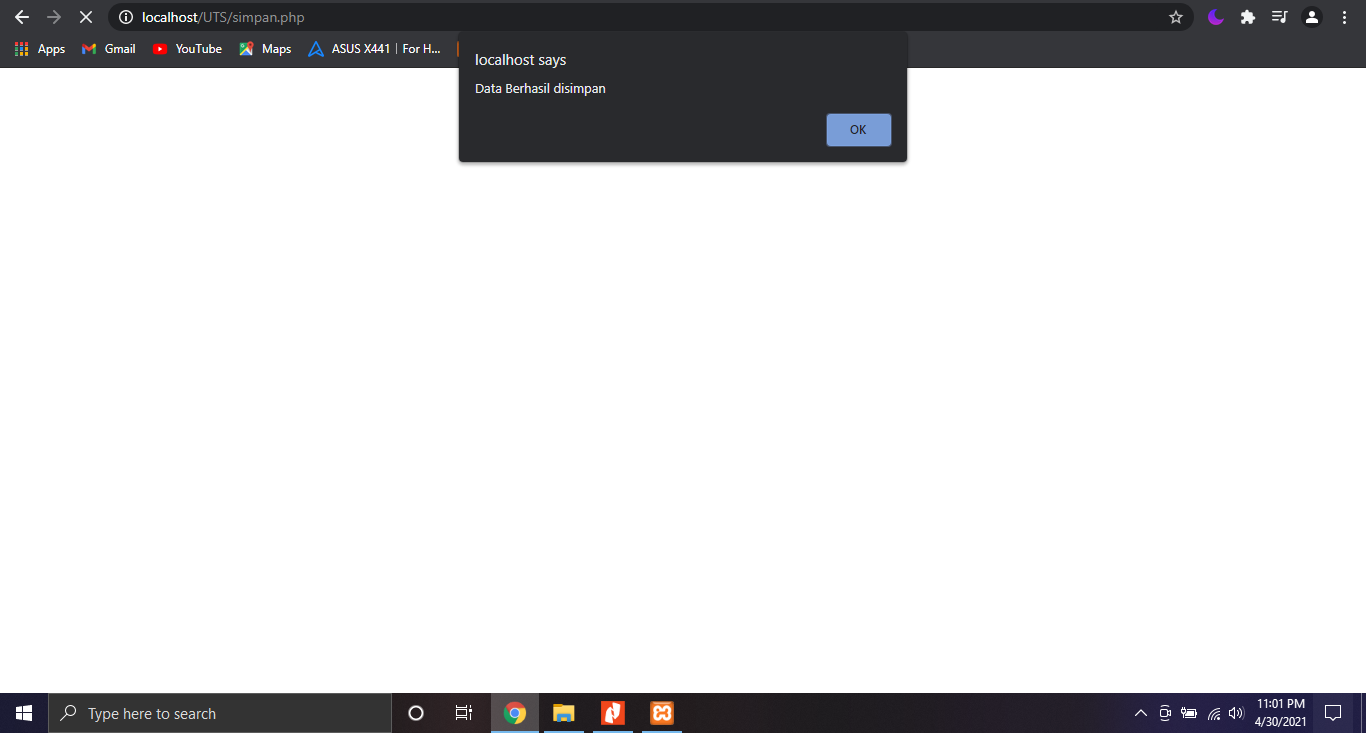 localhost/UTS/simpan.php
Apps Gmail YouTube Maps ASUS X441 | For H...
localhost says
Data Berhasil disimpan
OK
Type here to search
11:01 PM
4/30/2021